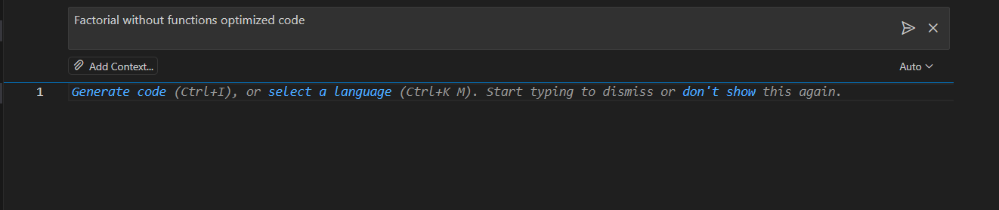 Factorial without functions optimized code
Add Context...
Auto
1
Generate code (Ctrl+I), or select a language (Ctrl+K M). Start typing to dismiss or don't show this again.